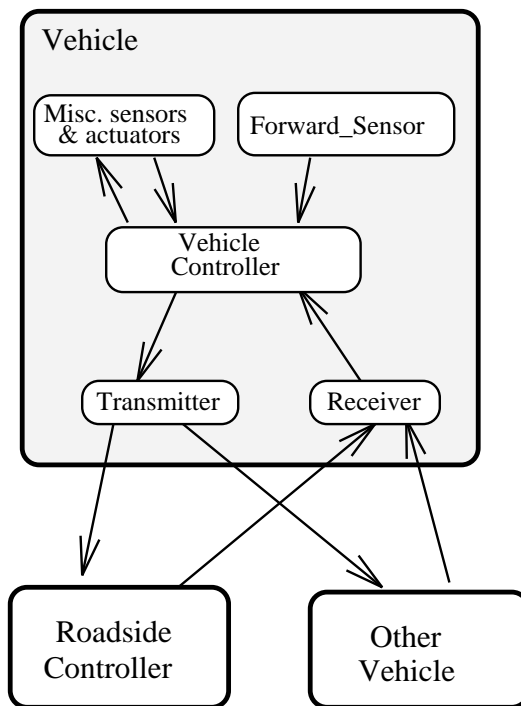 Vehicle
Misc. sensors
& actuators
Forward_Sensor
Vehicle
Controller
Transmitter
Receiver
Roadside
Controller
Other
Vehicle